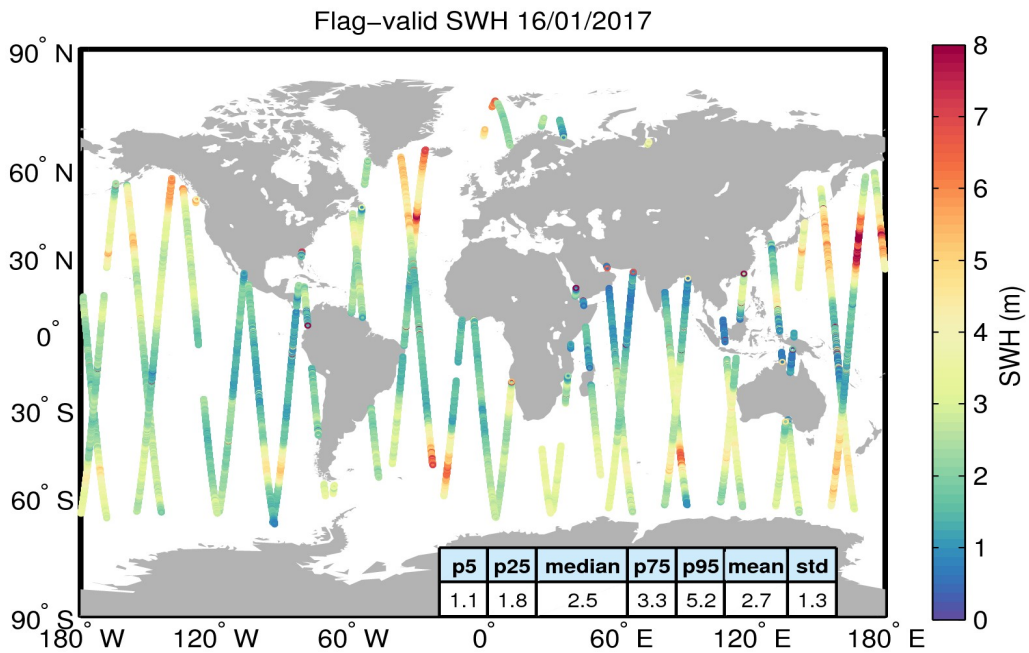 Flag−valid SWH 16/01/2017
90° N
60° N
30° N
0°
30° S
60° S
90° S
180° W
120° W
60° W
0°
60° E
120° E
180° E
p5 p25 median p75 p95 mean std
1.1 1.8 2.5 3.3 5.2 2.7 1.3
8
7
6
5
4
3
2
1
0
SWH (m)